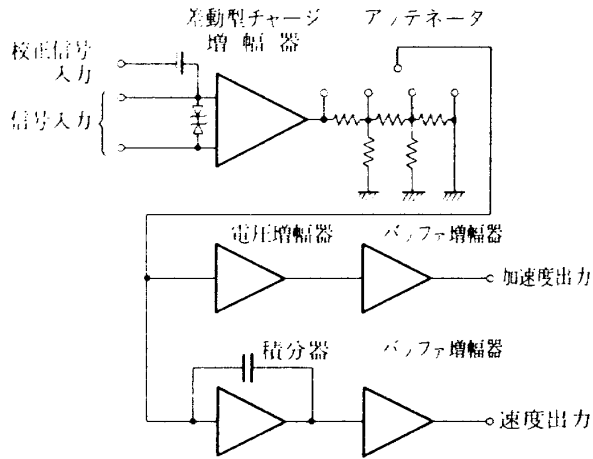 差動型チャージ
増幅器
アッテネータ
校正信号
入力
信号入力
電圧増幅器
バッファ増幅器
加速度出力
積分器
バッファ増幅器
速度出力